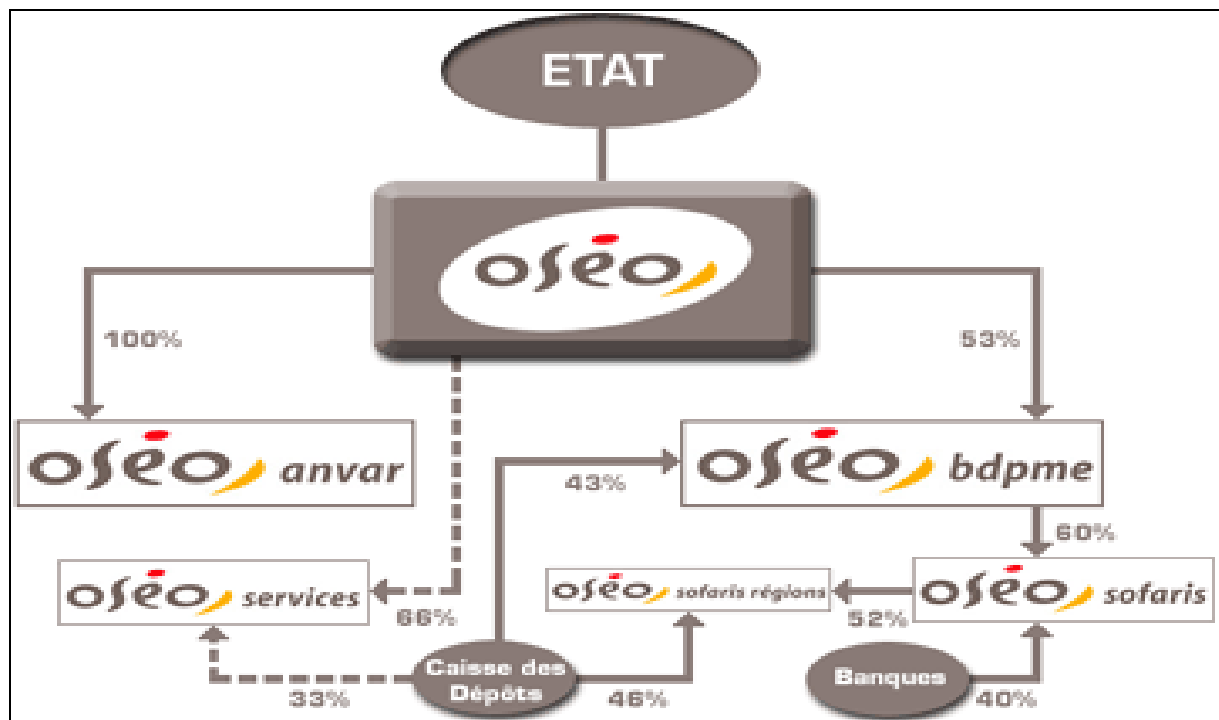 ETAT
oséo
100%
53%
oséo anvar
oséo bdpme
43%
60%
oséo services
oséo sofaris régions
oséo sofaris
66%
52%
Caisse des
Dépôts
Banques
33%
46%
40%